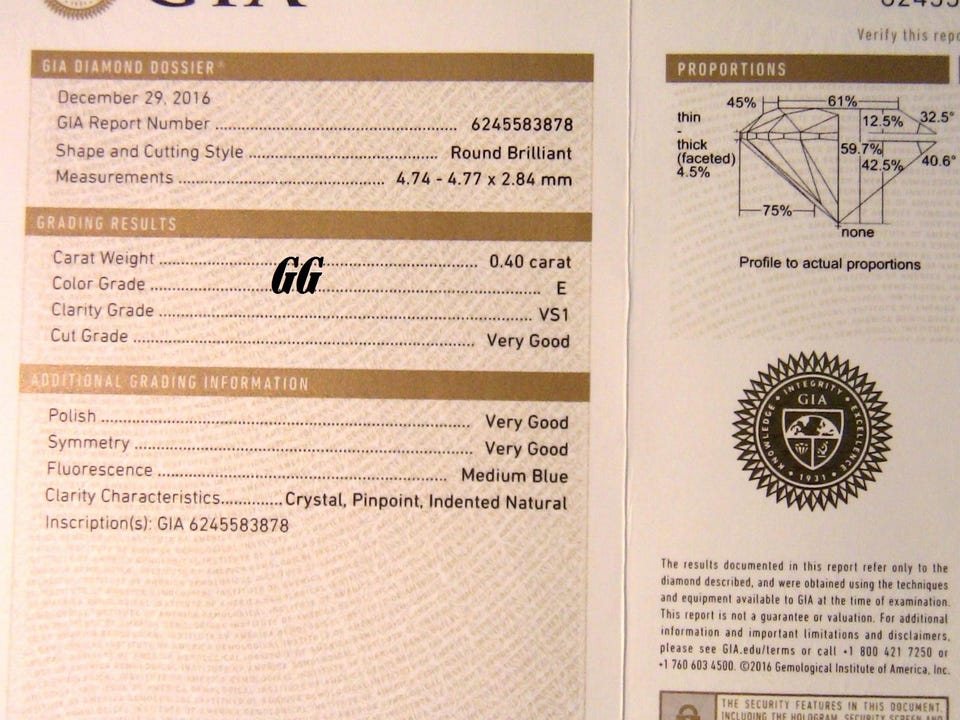 GIA
GIA DIAMOND DOSSIER®
December 29, 2016
GIA Report Number 6245583878
Shape and Cutting Style Round Brilliant
Measurements 4.74 - 4.77 x 2.84 mm
GRADING RESULTS
Carat Weight 0.40 carat
GG
Color Grade E
Clarity Grade VS1
Cut Grade Very Good
ADDITIONAL GRADING INFORMATION
Polish Very Good
Symmetry Very Good
Fluorescence Medium Blue
Clarity Characteristics Crystal, Pinpoint, Indented Natural
Inscription(s): GIA 6245583878
Verify this
PROPORTIONS
45% 61%
thin
-
thick
(faceted)
4.5%
12.5% 32.5°
59.7%
42.5% 40.6°
75%
none
Profile to actual proportions
KNOWLEDGE • INTEGRITY • EXCELLENCE
GIA
1931
The results documented in this report refer only to the
diamond described, and were obtained using the techniques
and equipment available to GIA at the time of examination.
This report is not a guarantee or valuation. For additional
information and important limitations and disclaimers,
please see GIA.edu/terms or call +1 800 421 7250 or
+1 760 603 4500. ©2016 Gemological Institute of America, Inc.
THE SECURITY FEATURES IN THIS DOCUMENT,
INCLUDING THE HOLOGRAM, SECURITY SCREEN AND